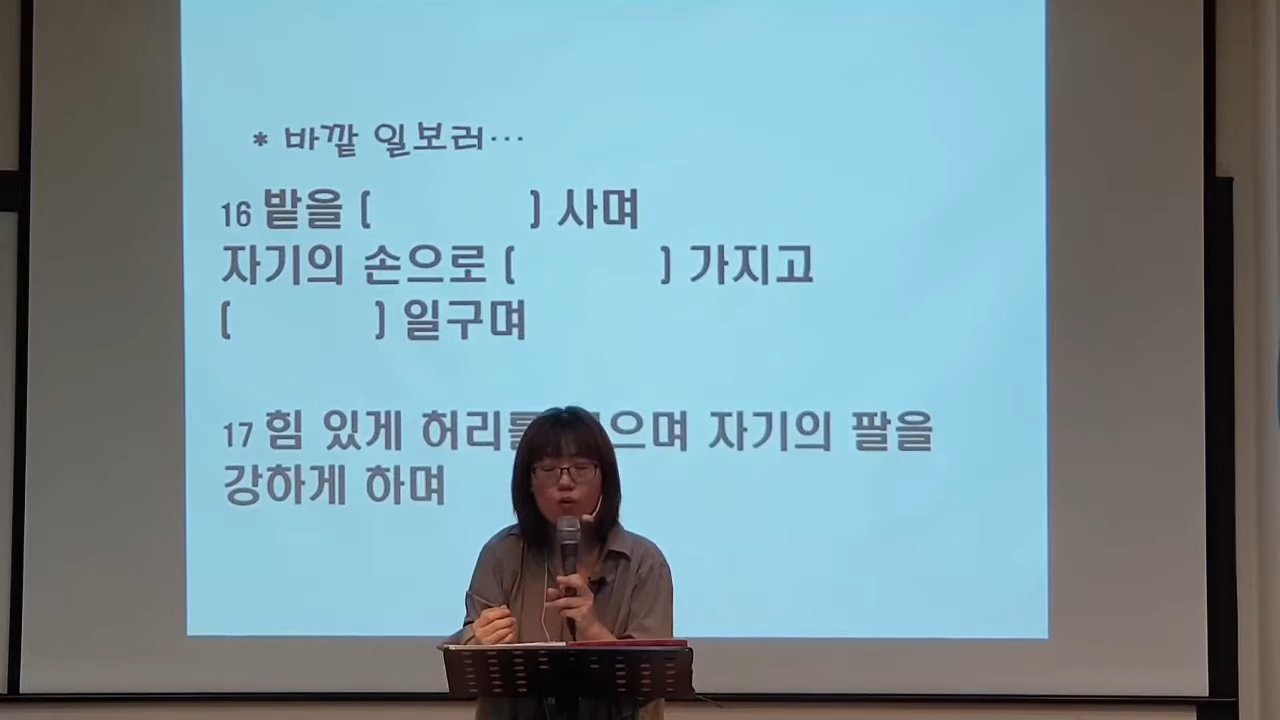 * 바깥 일보러…
16 밭을 (          ) 사며
자기의 손으로 (          ) 가지고
(          ) 일구며
17 힘 있게 허리를 으며 자기의 팔을
강하게 하며